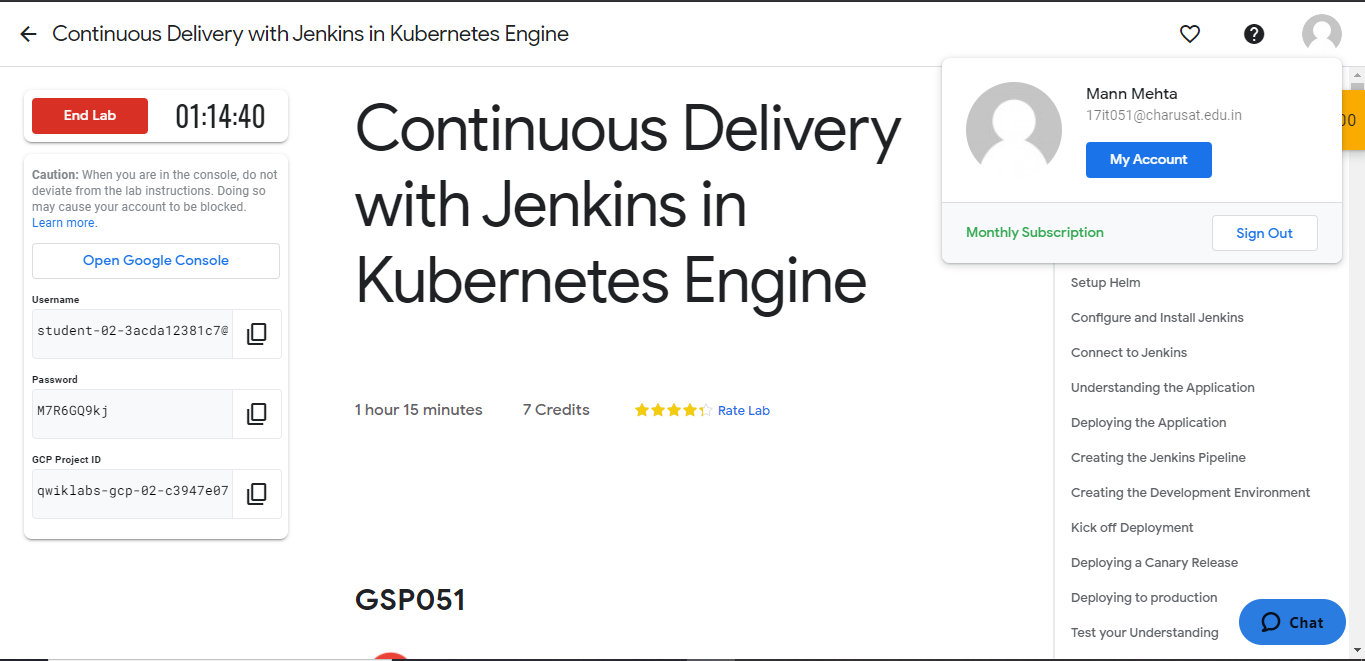 Continuous Delivery with Jenkins in Kubernetes Engine
End Lab
01:14:40
Caution: When you are in the console, do not
deviate from the lab instructions. Doing so
may cause your account to be blocked.
Learn more.
Open Google Console
Username
student-02-3acda12381c7@
Password
M7R6GQ9kj
GCP Project ID
qwiklabs-gcp-02-c3947e07
Continuous Delivery
with Jenkins in
Kubernetes Engine
1 hour 15 minutes
7 Credits
Rate Lab
GSP051
Mann Mehta
17it051@charusat.edu.in
My Account
Monthly Subscription
Sign Out
Setup Helm
Configure and Install Jenkins
Connect to Jenkins
Understanding the Application
Deploying the Application
Creating the Jenkins Pipeline
Creating the Development Environment
Kick off Deployment
Deploying a Canary Release
Deploying to production
Test your Understanding
Chat